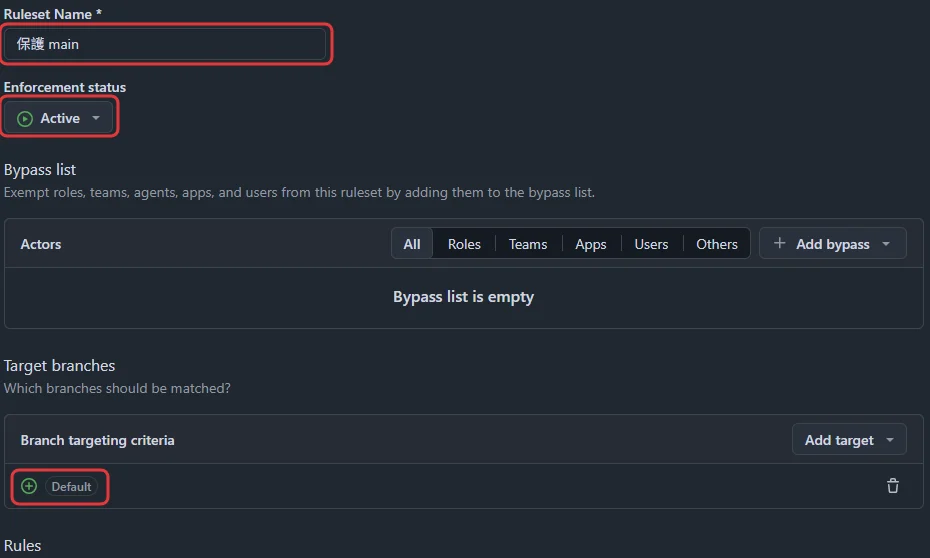 Ruleset Name *
保護 main
Enforcement status
Active
Bypass list
Exempt roles, teams, agents, apps, and users from this ruleset by adding them to the bypass list.
Actors All Roles Teams Apps Users Others Add bypass
Bypass list is empty
Target branches
Which branches should be matched?
Branch targeting criteria Add target
Default
Rules